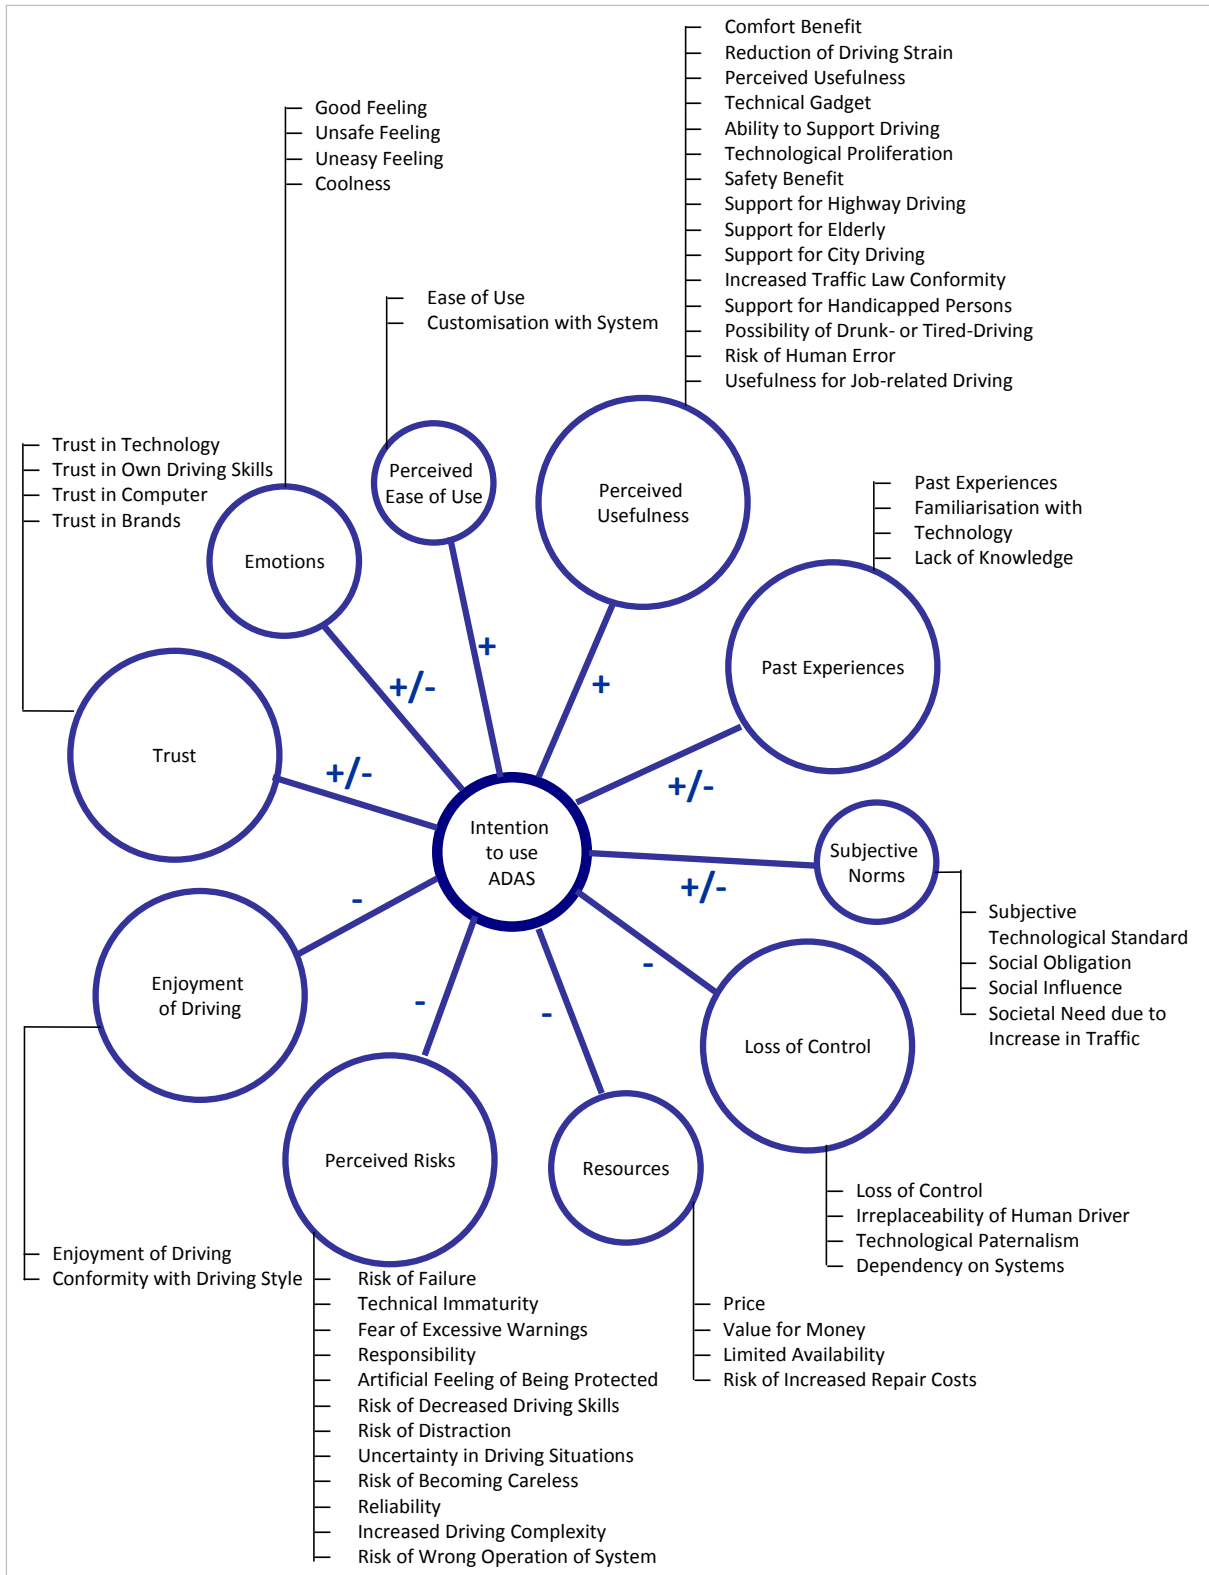 Comfort Benefit
Reduction of Driving Strain
Perceived Usefulness
Technical Gadget
Ability to Support Driving
Technological Proliferation
Safety Benefit
Support for Highway Driving
Support for Elderly
Support for City Driving
Increased Traffic Law Conformity
Support for Handicapped Persons
Possibility of Drunk- or Tired-Driving
Risk of Human Error
Usefulness for Job-related Driving
Good Feeling
Unsafe Feeling
Uneasy Feeling
Coolness
Ease of Use
Customisation with System
Trust in Technology
Trust in Own Driving Skills
Trust in Computer
Trust in Brands
Past Experiences
Familiarisation with
Technology
Lack of Knowledge
Perceived
Ease of Use
Perceived
Usefulness
Emotions
Past Experiences
Trust
+
+
+/-
+/-
+/-
Intention
to use
ADAS
Subjective
Norms
+/-
Subjective
Technological Standard
Social Obligation
Social Influence
Societal Need due to
Increase in Traffic
-
-
-
-
Enjoyment
of Driving
Loss of Control
Perceived Risks
Resources
Loss of Control
Irreplaceability of Human Driver
Technological Paternalism
Dependency on Systems
Enjoyment of Driving
Conformity with Driving Style
Risk of Failure
Technical Immaturity
Fear of Excessive Warnings
Responsibility
Artificial Feeling of Being Protected
Risk of Decreased Driving Skills
Risk of Distraction
Uncertainty in Driving Situations
Risk of Becoming Careless
Reliability
Increased Driving Complexity
Risk of Wrong Operation of System
Price
Value for Money
Limited Availability
Risk of Increased Repair Costs